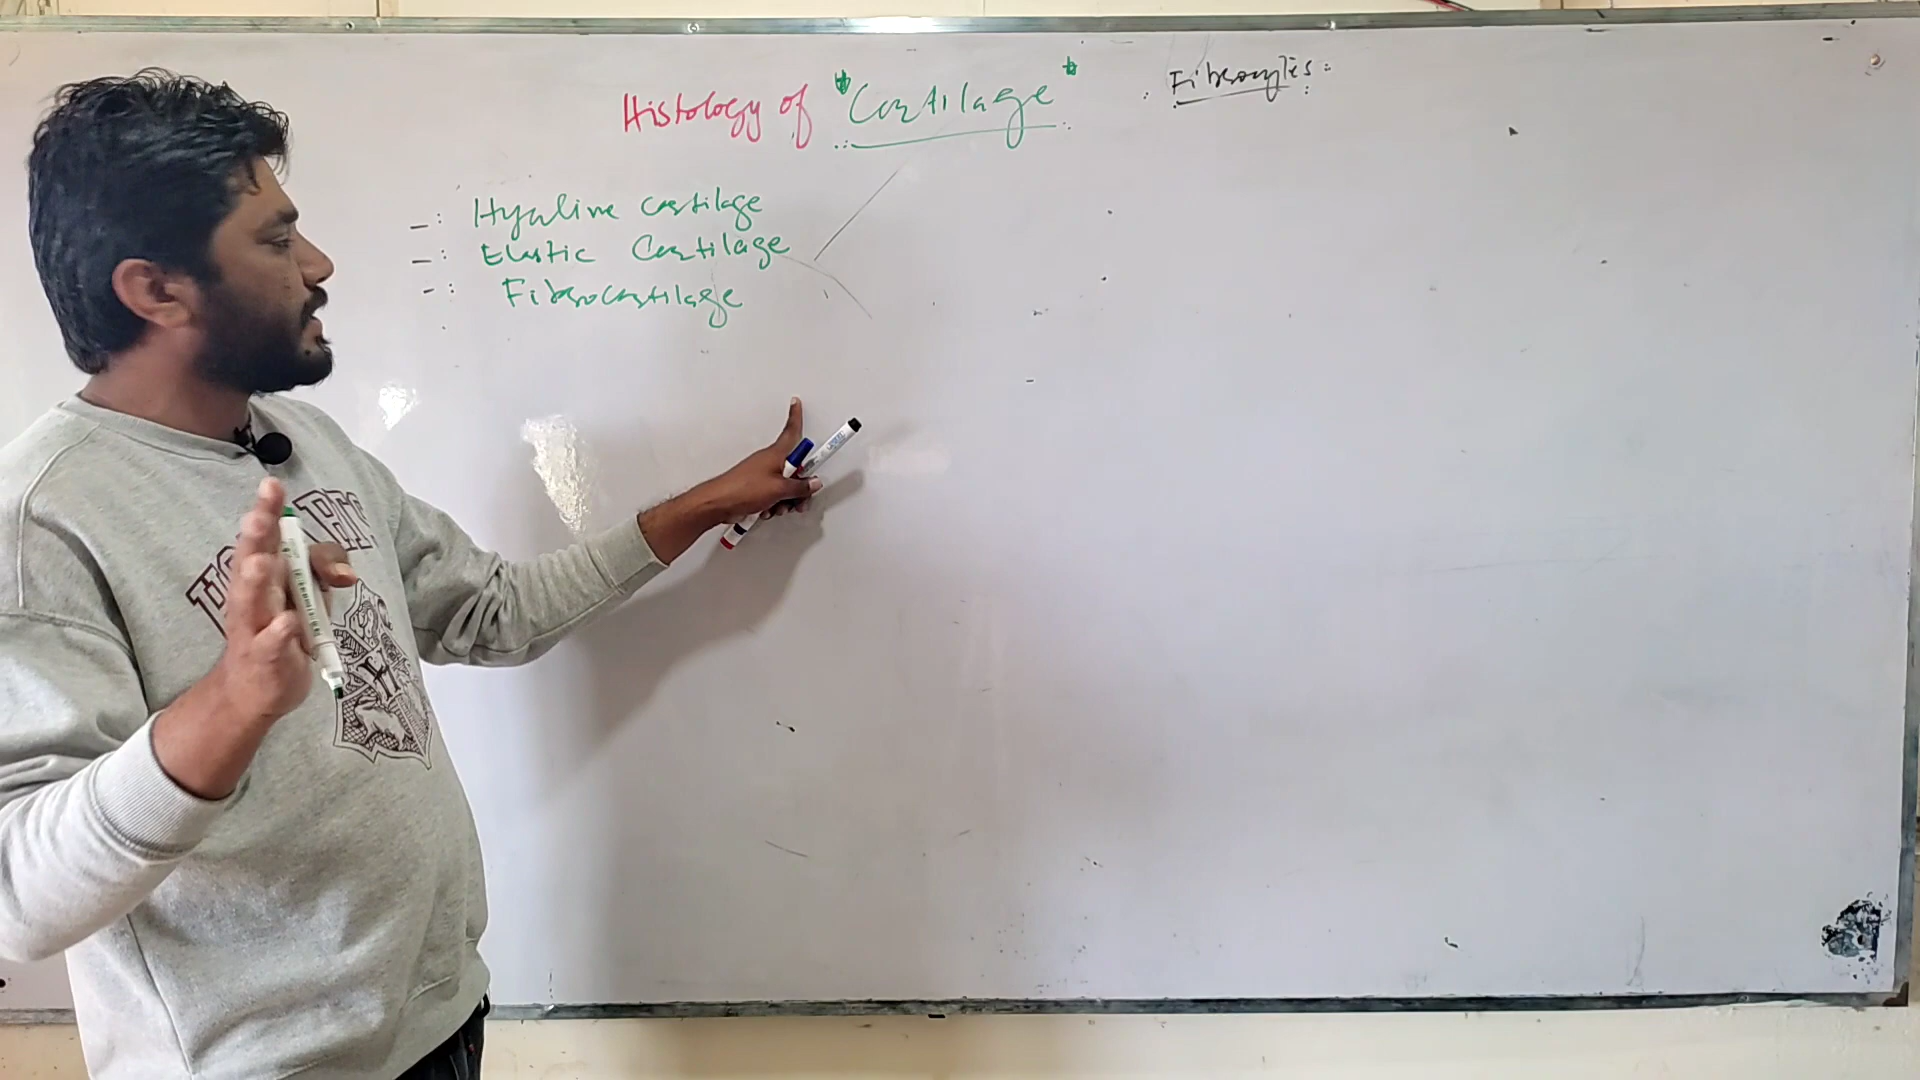 Histology of "Cartilage"
Fibrocytes:
-: Hyaline cartilage
-: Elastic Cartilage
-: Fibrocartilage